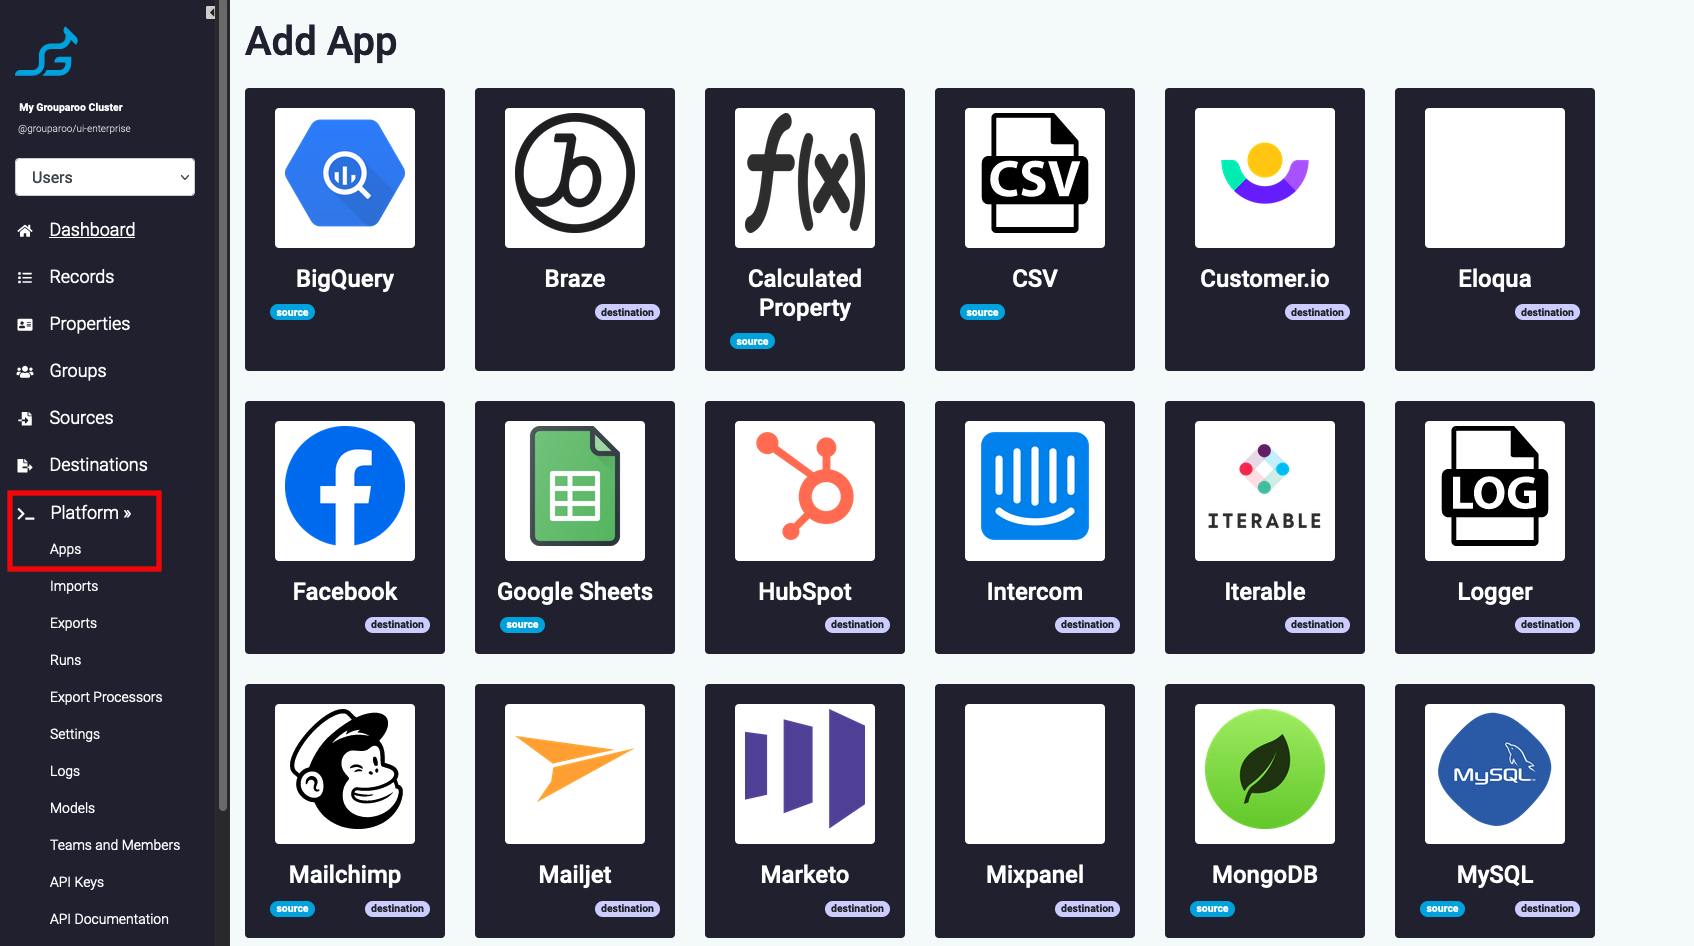 My Grouparoo Cluster
@grouparoo/ui-enterprise
Users
Dashboard
Records
Properties
Groups
Sources
Destinations
Platform »
Apps
Imports
Exports
Runs
Export Processors
Settings
Logs
Models
Teams and Members
API Keys
API Documentation
Add App
BigQuery
source
Braze
destination
f(x)
Calculated
Property
source
CSV
CSV
source
Customer.io
destination
Eloqua
destination
Facebook
destination
Google Sheets
source
HubSpot
destination
Intercom
destination
ITERABLE
Iterable
destination
LOG
Logger
destination
Mailchimp
source destination
Mailjet
destination
Marketo
destination
Mixpanel
destination
MongoDB
source
MySQL
MySQL
source destination